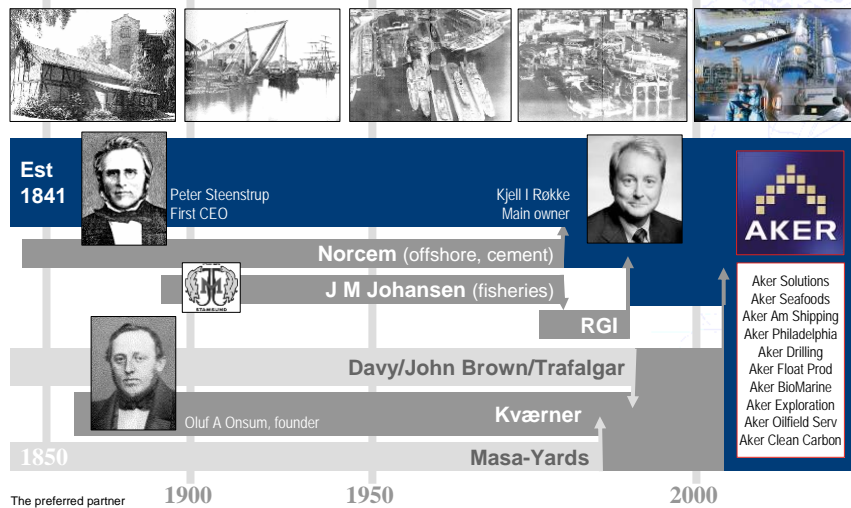 Est
1841
Peter Steenstrup
First CEO
Kjell I Røkke
Main owner
AKER
Norcem (offshore, cement)
J M Johansen (fisheries)
STAMSUND
RGI
Aker Solutions
Aker Seafoods
Aker Am Shipping
Aker Philadelphia
Aker Drilling
Aker Float Prod
Aker BioMarine
Aker Exploration
Aker Oilfield Serv
Aker Clean Carbon
Davy/John Brown/Trafalgar
Kværner
Oluf A Onsum, founder
Masa-Yards
1850
The preferred partner
1900
1950
2000